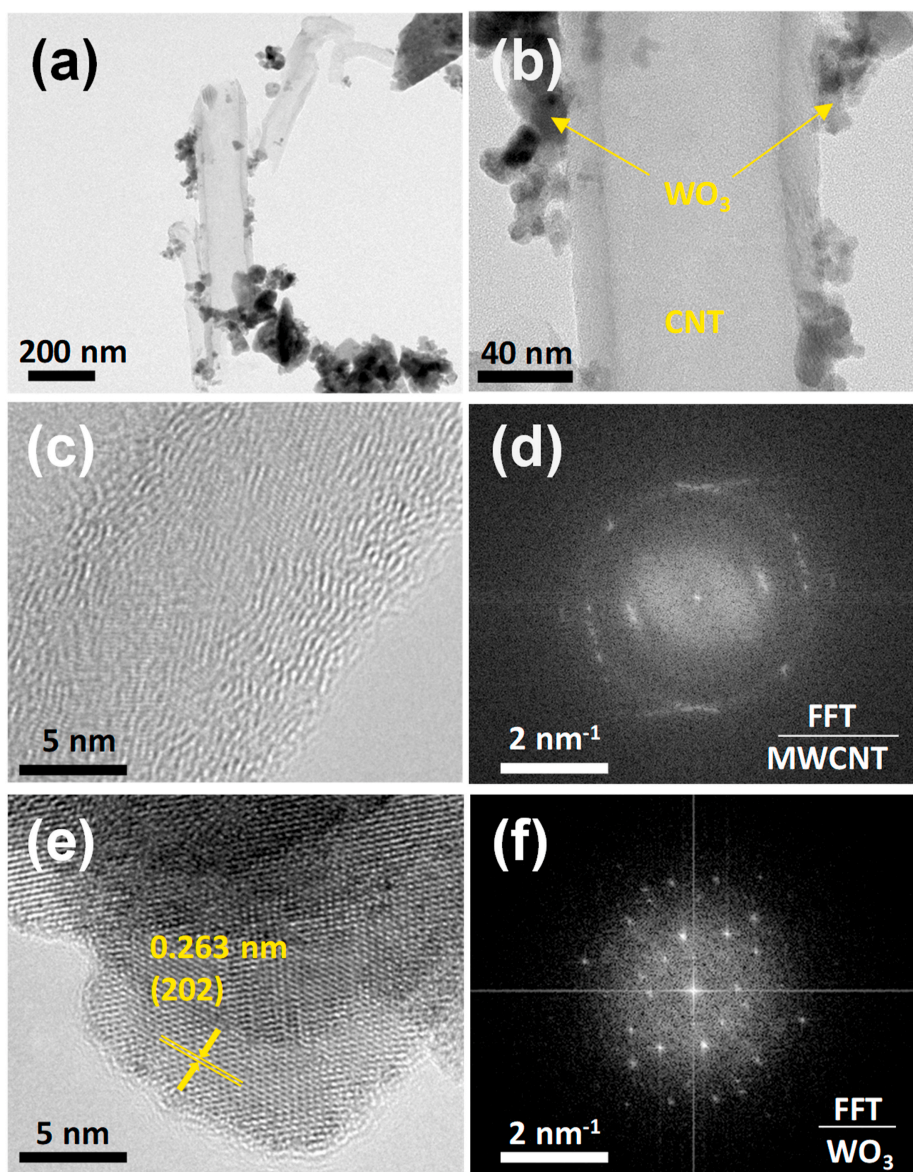 (a)
200 nm
(b)
WO₃
CNT
40 nm
(c)
5 nm
(d)
2 nm⁻¹
FFT
MWCNT
(e)
0.263 nm
(202)
5 nm
(f)
2 nm⁻¹
FFT
WO₃